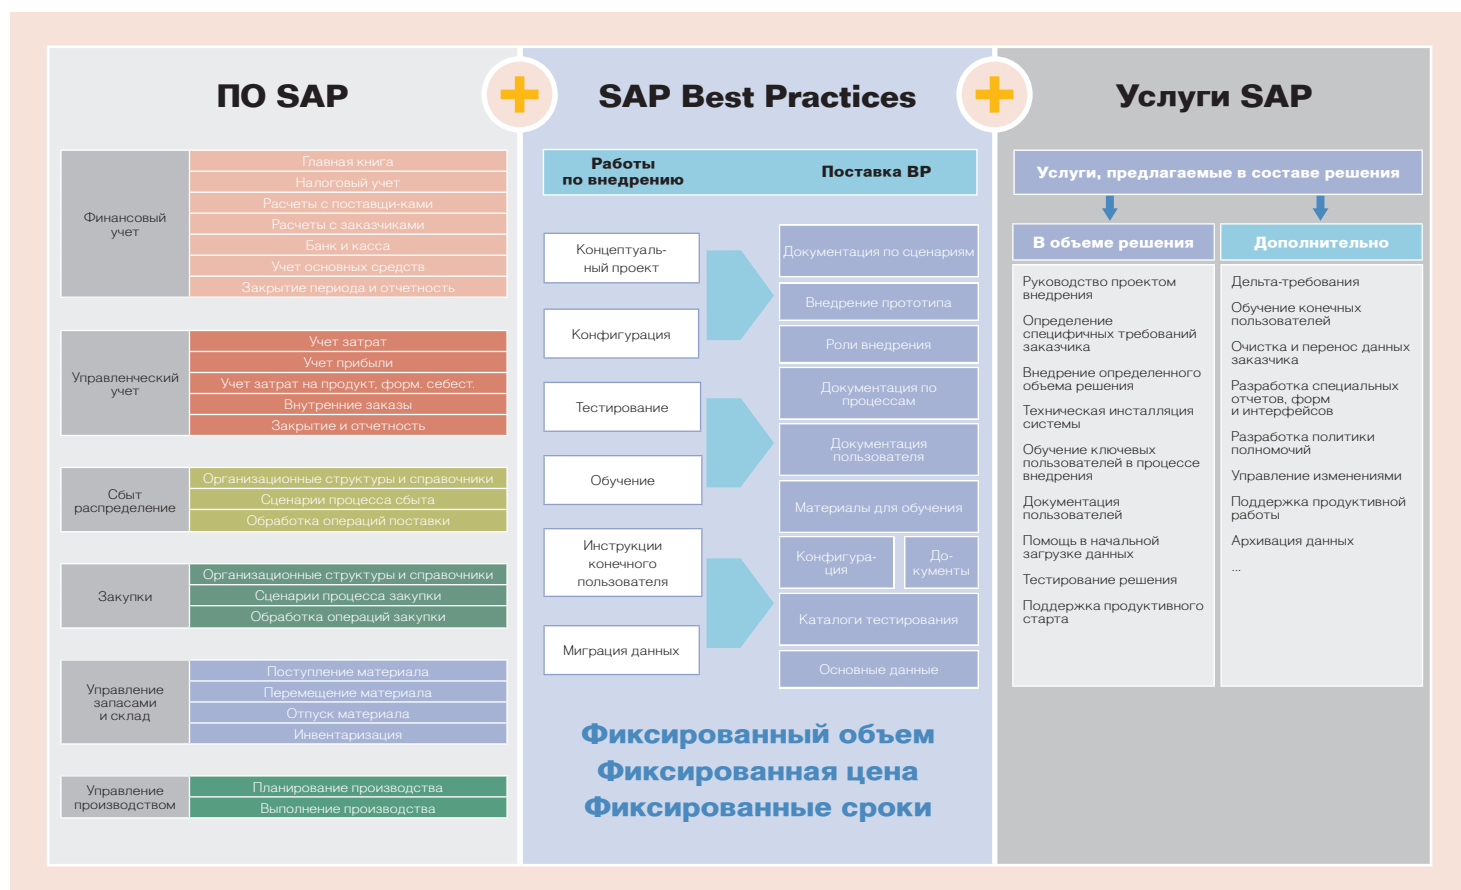 ПО SAP
Финансовый
учет
Главная книга
Налоговый учет
Расчеты с поставщи-ками
Расчеты с заказчиками
Банк и касса
Учет основных средств
Закрытие периода и отчетность
Управленческий
учет
Учет затрат
Учет прибыли
Учет затрат на продукт, форм. себест.
Внутренние заказы
Закрытие и отчетность
Сбыт
распределение
Организационные структуры и справочники
Сценарии процесса сбыта
Обработка операций поставки
Закупки
Организационные структуры и справочники
Сценарии процесса закупки
Обработка операций закупки
Управление
запасами
и склад
Поступление материала
Перемещение материала
Отпуск материала
Инвентаризация
Управление
производством
Планирование производства
Выполнение производства
+
SAP Best Practices
Работы
по внедрению
Поставка BP
Концептуаль-
ный проект
Конфигурация
Тестирование
Обучение
Инструкции
конечного
пользователя
Миграция данных
Документация по сценариям
Внедрение прототипа
Роли внедрения
Документация по
процессам
Документация
пользователя
Материалы для обучения
Конфигура-
ция
До-
кументы
Каталоги тестирования
Основные данные
Фиксированный объем
Фиксированная цена
Фиксированные сроки
+
Услуги SAP
Услуги, предлагаемые в составе решения
В объеме решения
Руководство проектом
внедрения
Определение
специфичных требований
заказчика
Внедрение определенного
объема решения
Техническая инсталляция
системы
Обучение ключевых
пользователей в процессе
внедрения
Документация
пользователей
Помощь в начальной
загрузке данных
Тестирование решения
Поддержка продуктивного
старта
Дополнительно
Дельта-требования
Обучение конечных
пользователей
Очистка и перенос данных
заказчика
Разработка специальных
отчетов, форм
и интерфейсов
Разработка политики
полномочий
Управление изменениями
Поддержка продуктивной
работы
Архивация данных
...